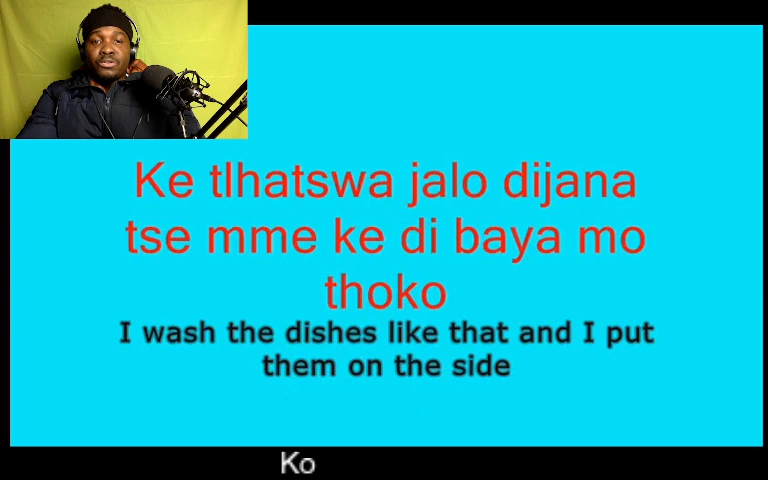 Ke tlhatswa jalo dijana
tse mme ke di baya mo
thoko
I wash the dishes like that and I put
them on the side
Ko